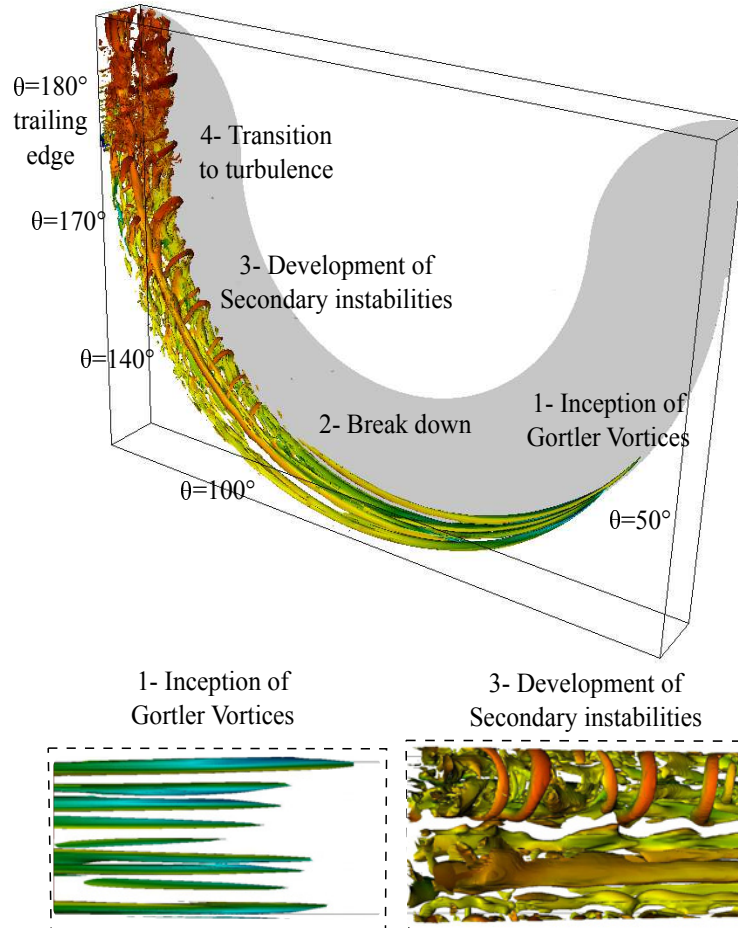 θ=180°
trailing
edge
4- Transition
to turbulence
θ=170°
3- Development of
Secondary instabilities
θ=140°
2- Break down
1- Inception of
Gortler Vortices
θ=100°
θ=50°
1- Inception of
Gortler Vortices
3- Development of
Secondary instabilities